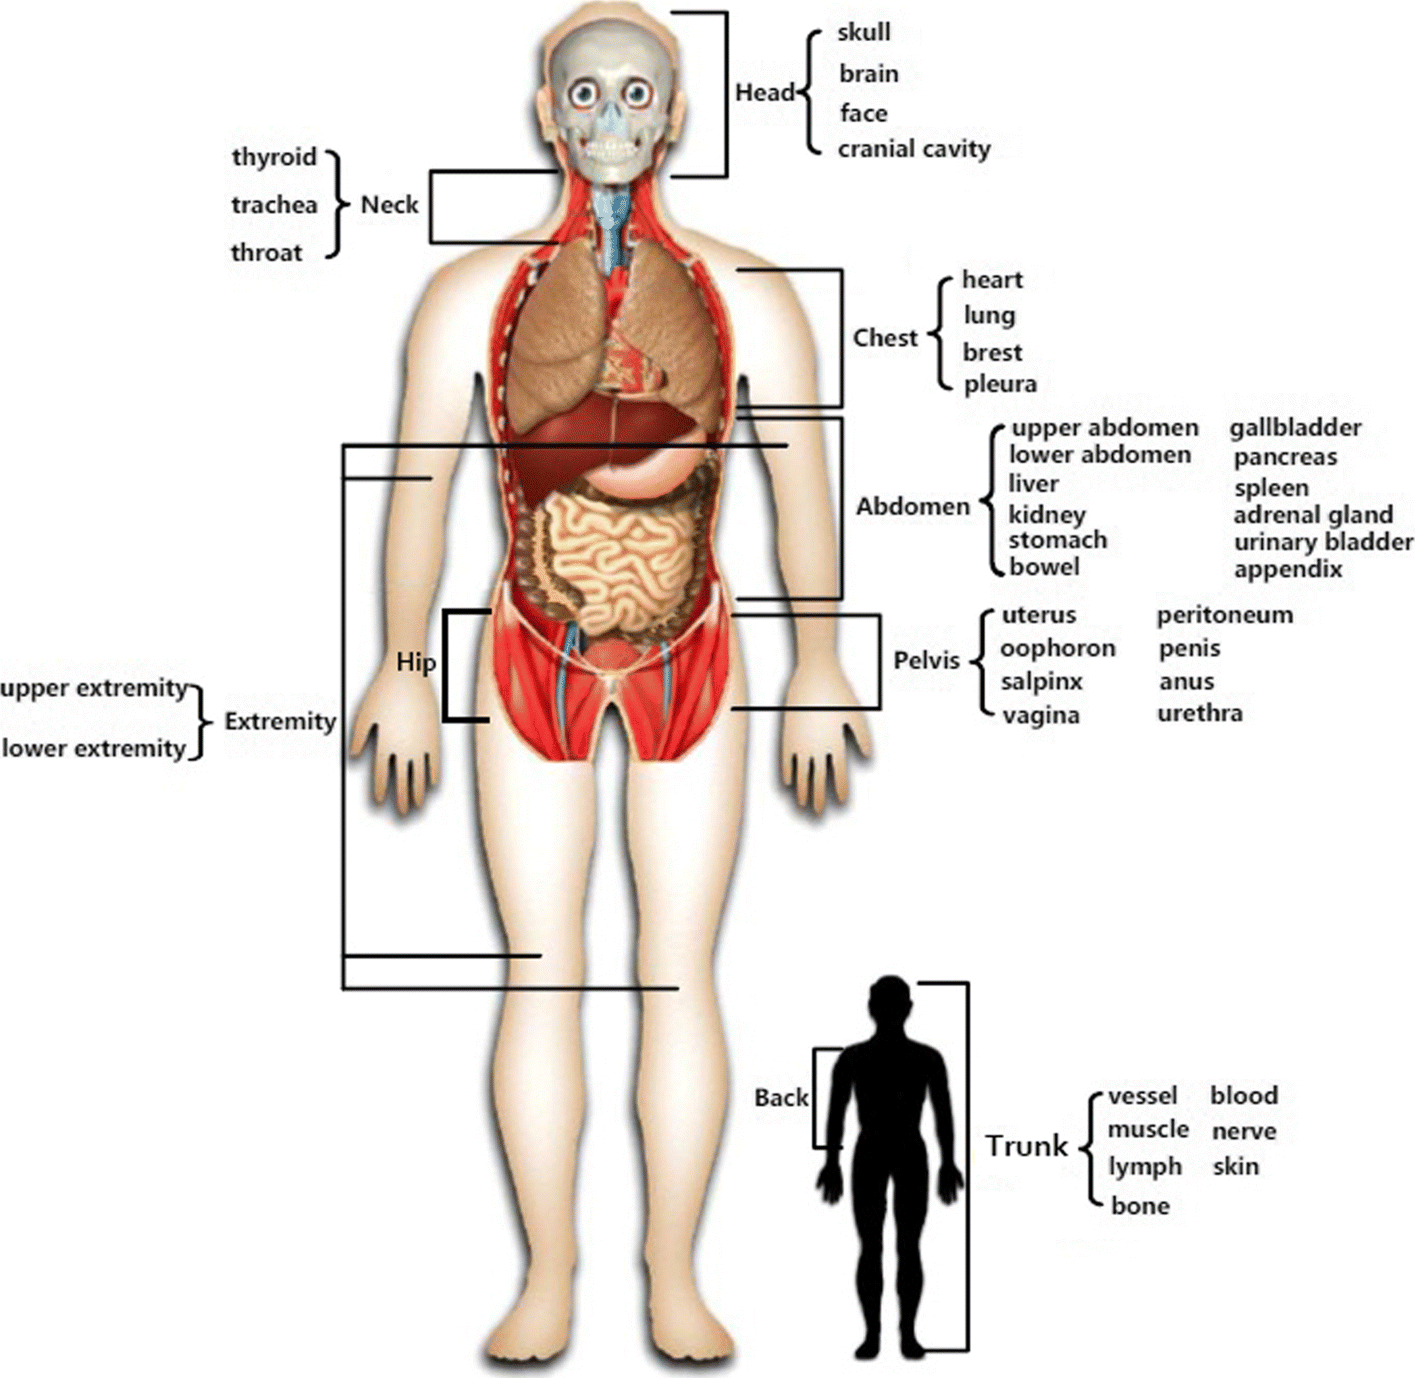 Head
skull
brain
face
cranial cavity
thyroid
trachea
throat
Neck
Chest
heart
lung
brest
pleura
Abdomen
upper abdomen gallbladder
lower abdomen pancreas
liver spleen
kidney adrenal gland
stomach urinary bladder
bowel appendix
Hip
Pelvis
uterus peritoneum
oophoron penis
salpinx anus
vagina urethra
upper extremity
lower extremity
Extremity
Back
Trunk
vessel blood
muscle nerve
lymph skin
bone